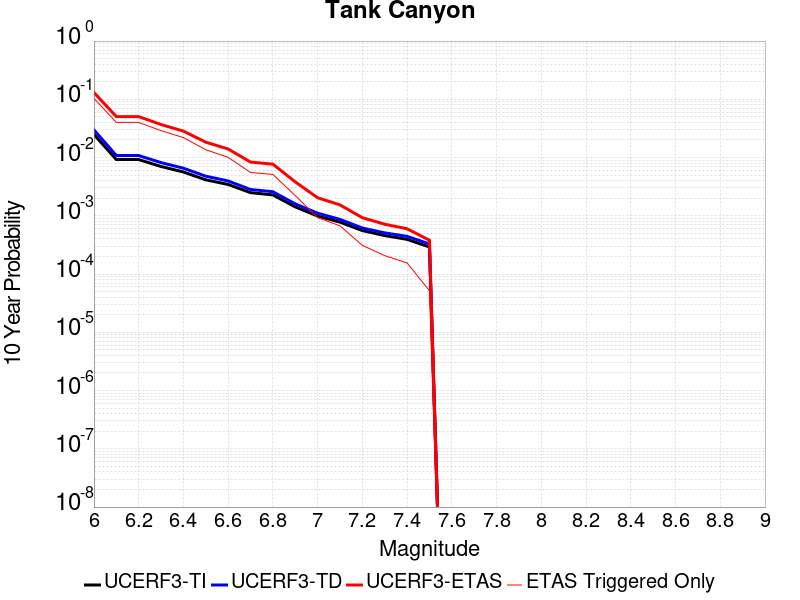 Tank Canyon
10^0
10^-1
10^-2
10^-3
10^-4
10^-5
10^-6
10^-7
10^-8
10 Year Probability
6 6.2 6.4 6.6 6.8 7 7.2 7.4 7.6 7.8 8 8.2 8.4 8.6 8.8 9
Magnitude
UCERF3-TI UCERF3-TD UCERF3-ETAS ETAS Triggered Only